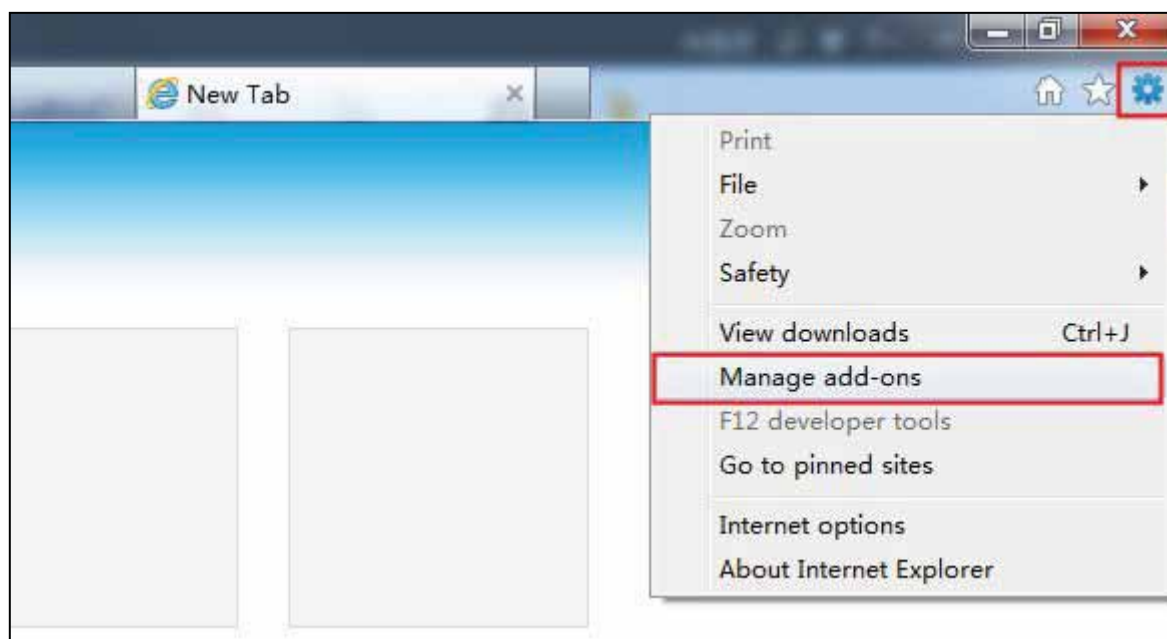 New Tab
Print
File
Zoom
Safety
View downloads Ctrl+J
Manage add-ons
F12 developer tools
Go to pinned sites
Internet options
About Internet Explorer